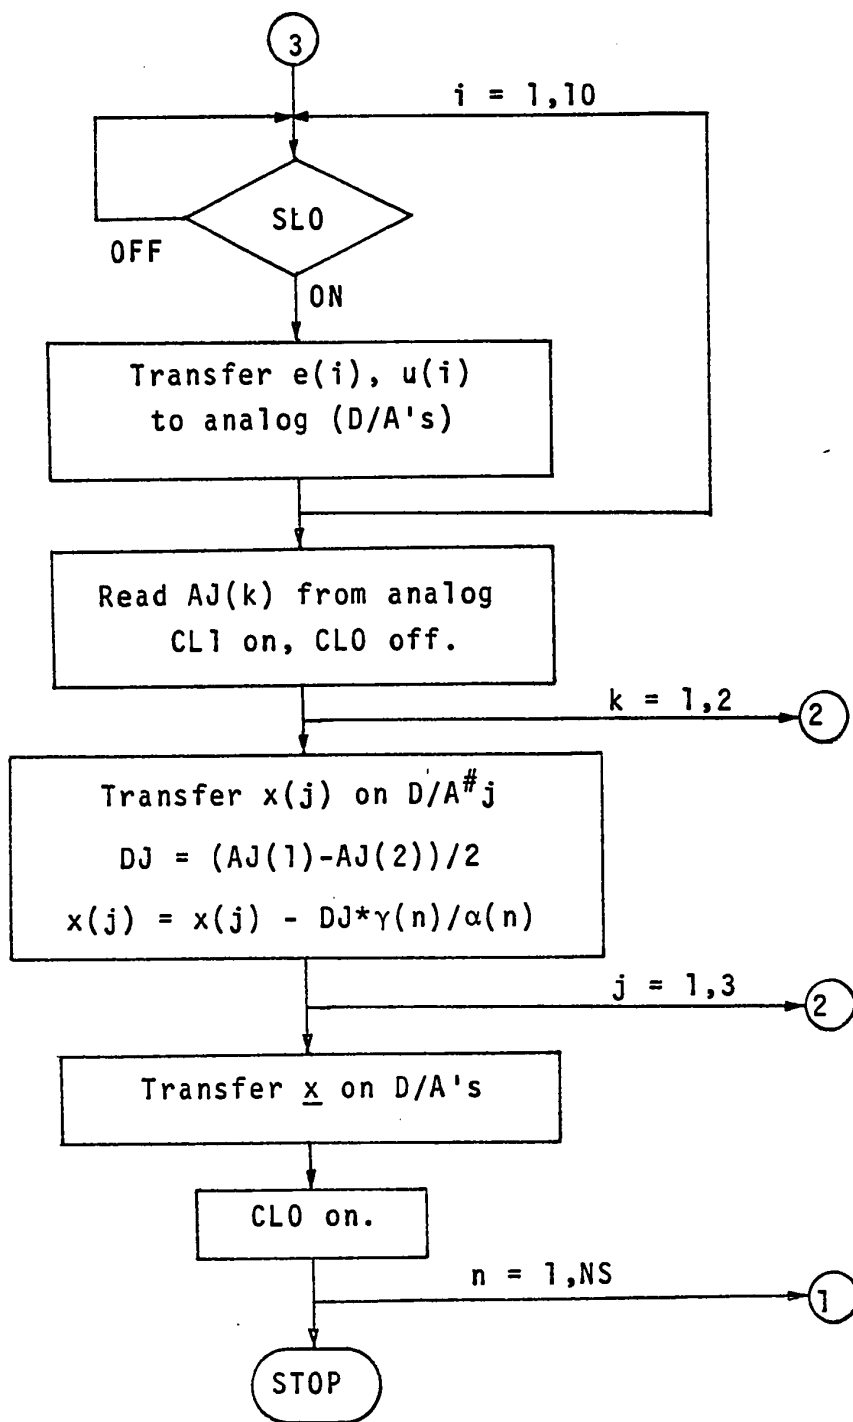 3
i = 1,10
SLO
OFF
ON
Transfer e(i), u(i)
to analog (D/A's)
Read AJ(k) from analog
CL1 on, CLO off.
k = 1,2
2
Transfer x(j) on D/A#j
DJ = (AJ(1)-AJ(2))/2
x(j) = x(j) - DJ*γ(n)/α(n)
j = 1,3
2
Transfer x on D/A's
CLO on.
n = 1,NS
1
STOP